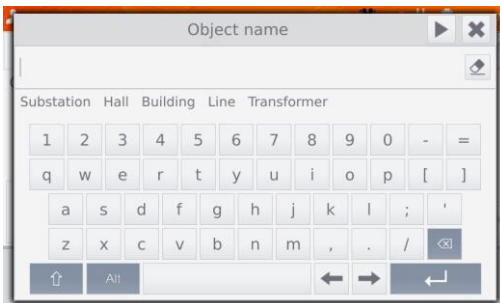 Object name
Substation Hall Building Line Transformer
1 2 3 4 5 6 7 8 9 0 - =
q w e r t y u i o p [ ]
a s d f g h j k l ; '
z x c v b n m , . /
Alt